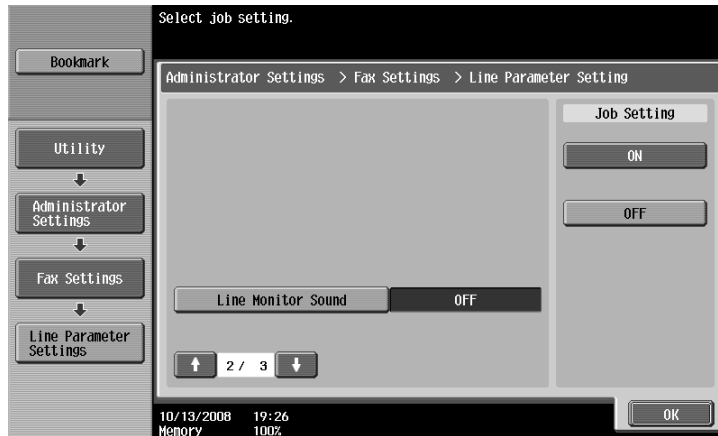 Select job setting.
Bookmark
Administrator Settings > Fax Settings > Line Parameter Setting
Job Setting
ON
OFF
Utility
Administrator
Settings
Fax Settings
Line Parameter
Settings
Line Monitor Sound
OFF
2/ 3
10/13/2008 19:26
Memory 100%
OK